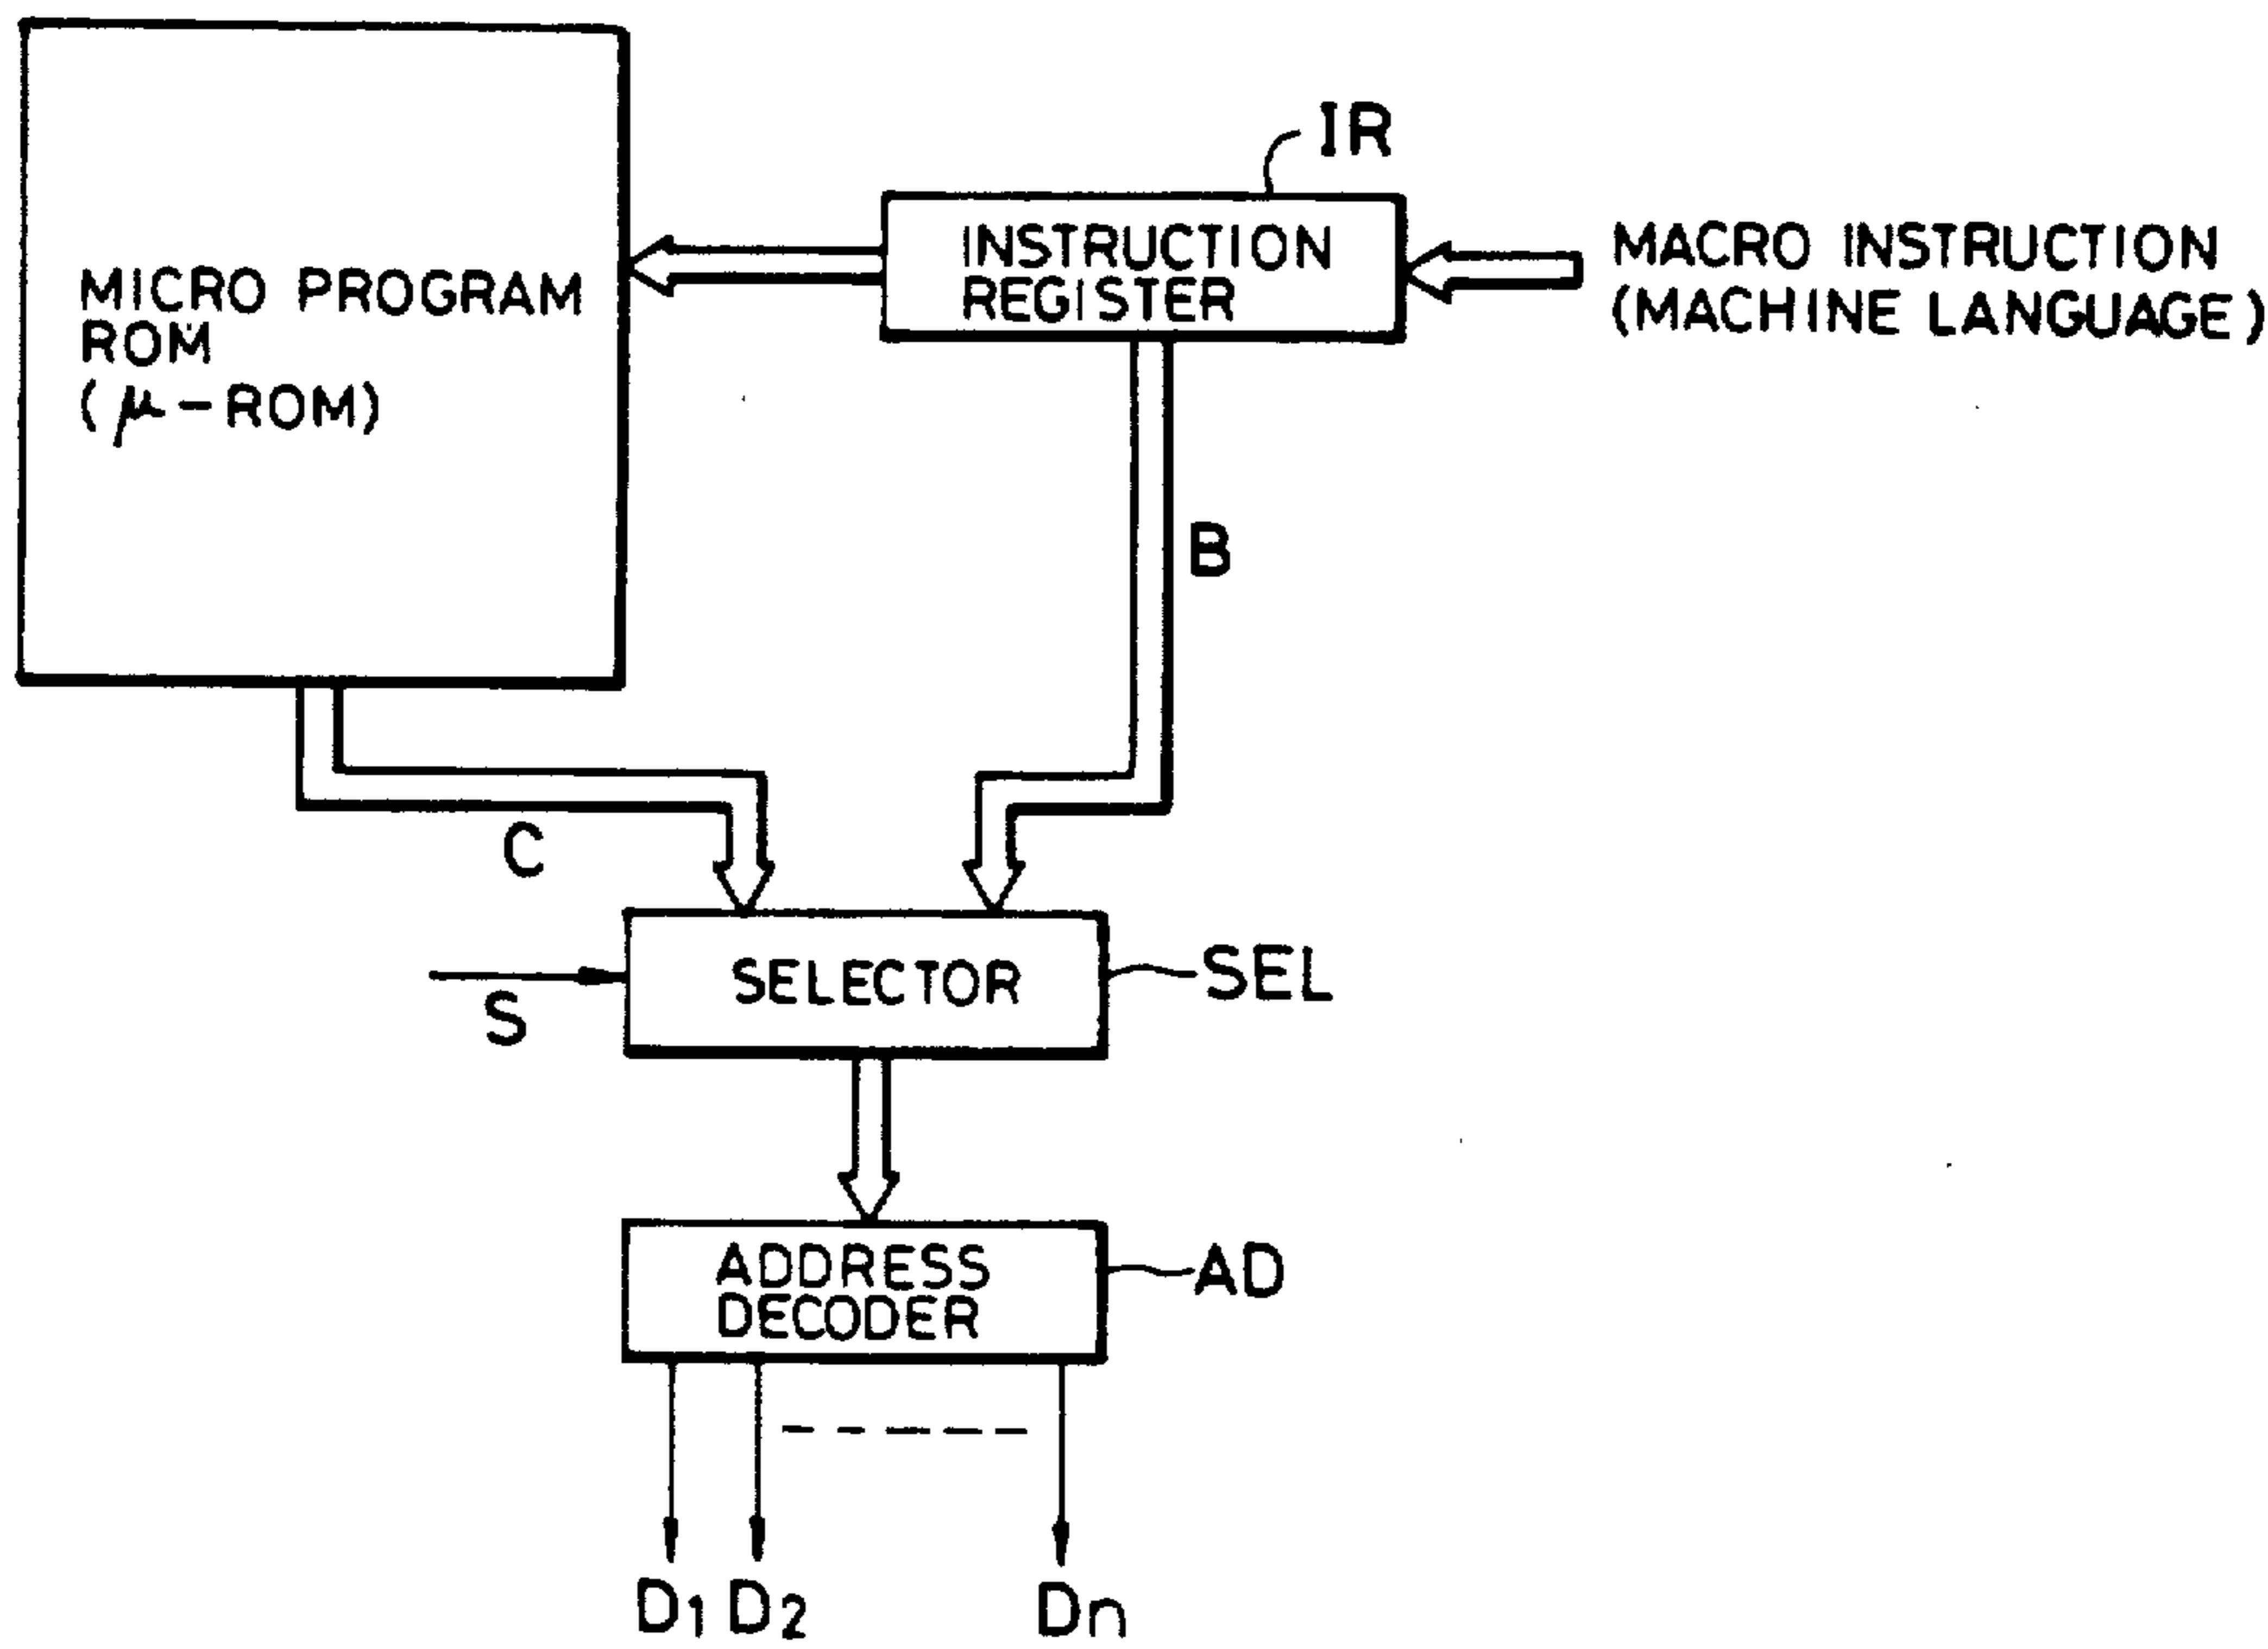 IR
INSTRUCTION
REGISTER
MACRO INSTRUCTION
(MACHINE LANGUAGE)
MICRO PROGRAM
ROM
(μ-ROM)
B
C
SELECTOR
SEL
S
ADDRESS
DECODER
AD
D1 D2 Dn